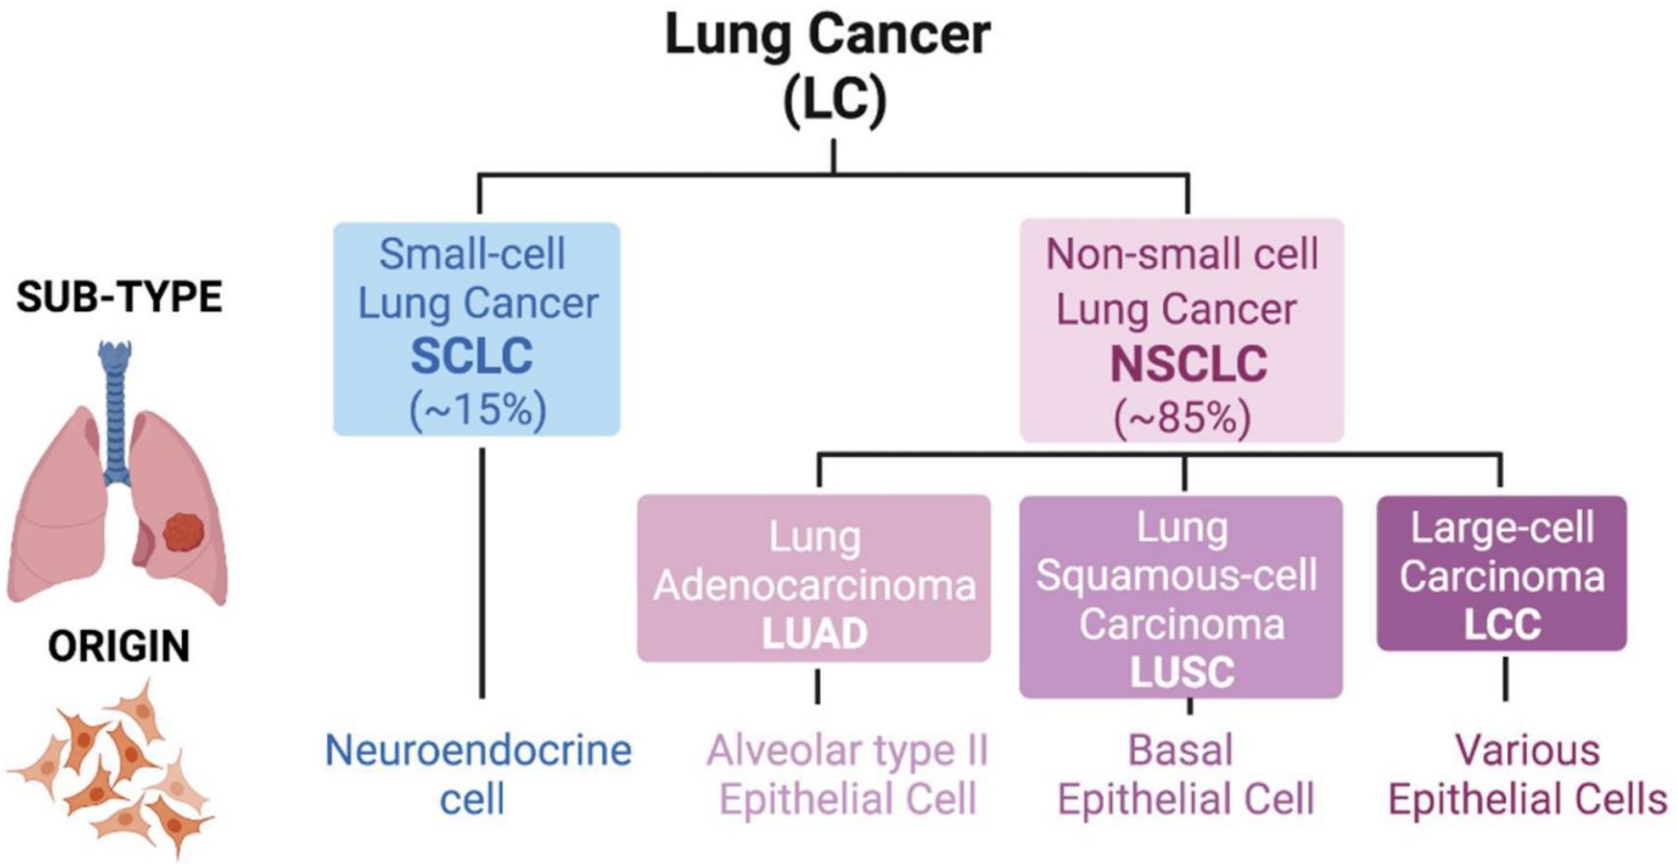 Lung Cancer
(LC)
SUB-TYPE
Small-cell
Lung Cancer
SCLC
(~15%)
Non-small cell
Lung Cancer
NSCLC
(~85%)
Lung
Adenocarcinoma
LUAD
Lung
Squamous-cell
Carcinoma
LUSC
Large-cell
Carcinoma
LCC
ORIGIN
Neuroendocrine
cell
Alveolar type II
Epithelial Cell
Basal
Epithelial Cell
Various
Epithelial Cells